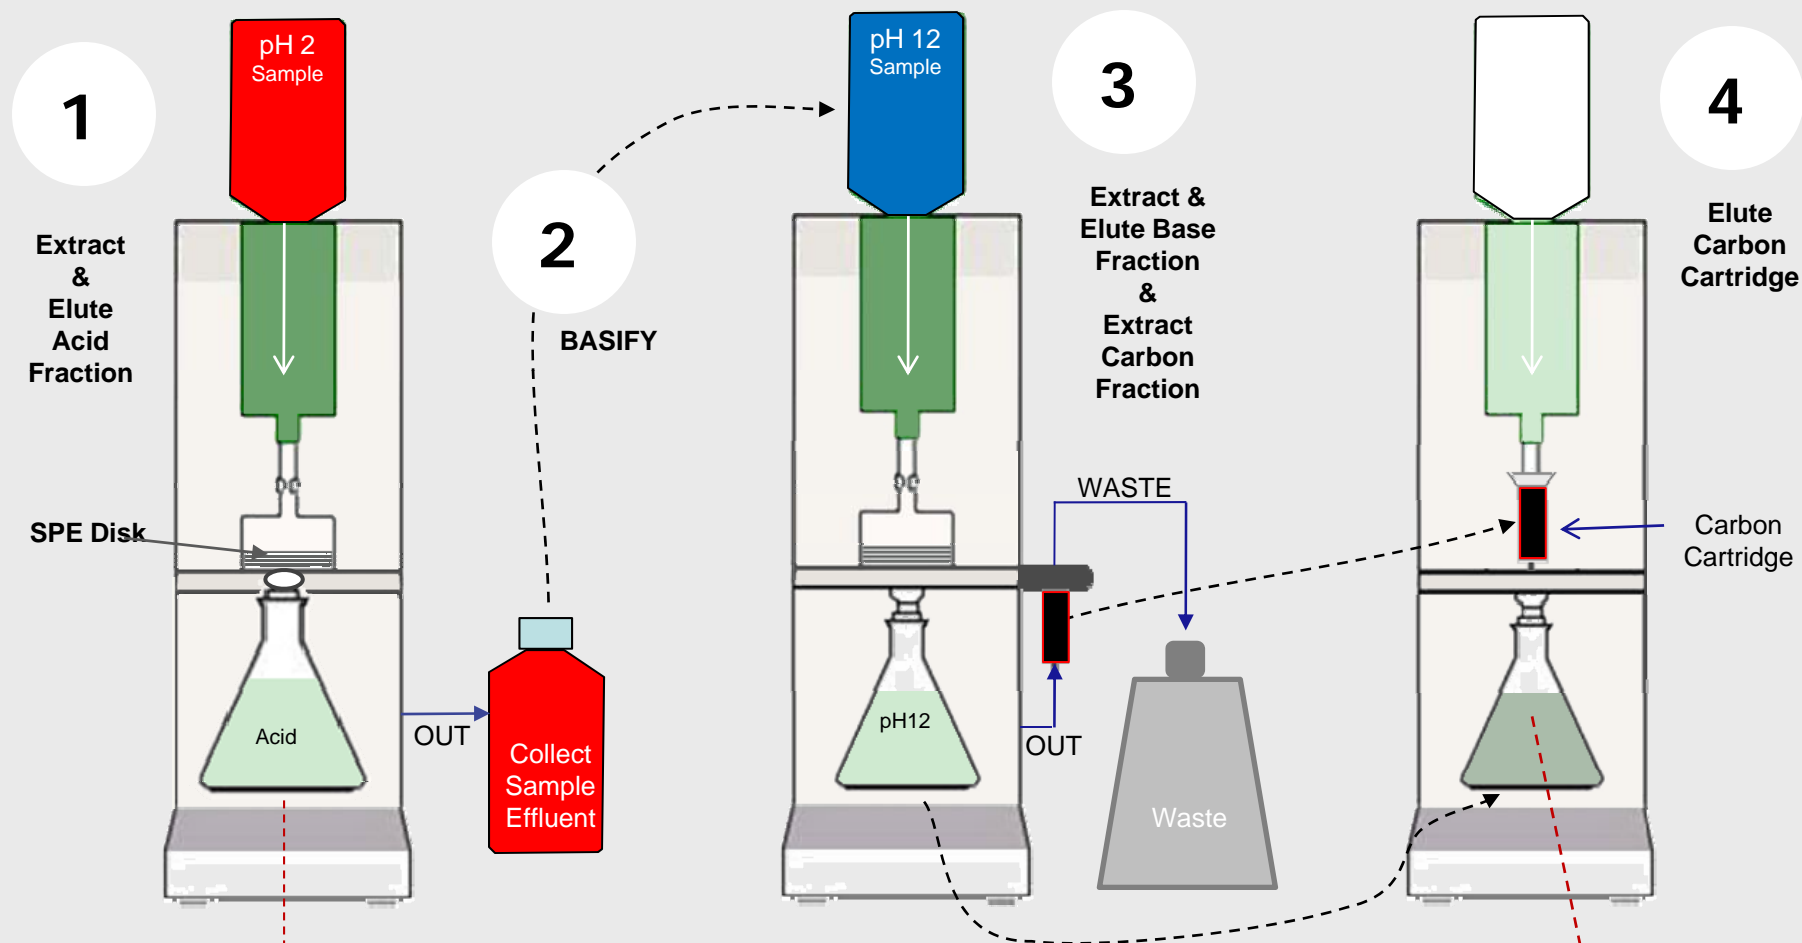 1
pH 2
Sample
Extract
&
Elute
Acid
Fraction
SPE Disk
Acid
OUT
Collect
Sample
Effluent
2
BASIFY
pH 12
Sample
3
Extract &
Elute Base
Fraction
&
Extract
Carbon
Fraction
WASTE
pH12
OUT
Waste
4
Elute
Carbon
Cartridge
Carbon
Cartridge